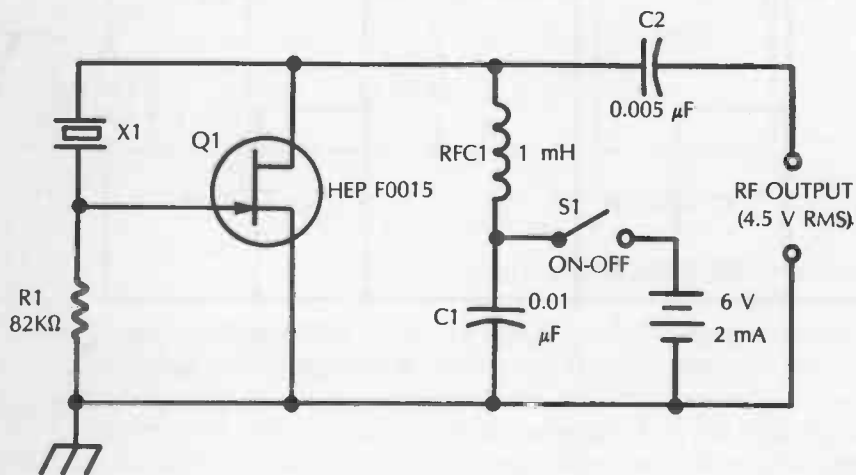 C2
0.005 μF
X1
Q1
HEP F0015
RFC1
1 mH
S1
ON-OFF
RF OUTPUT
(4.5 V RMS)
R1
82KΩ
C1
0.01
μF
6 V
2 mA